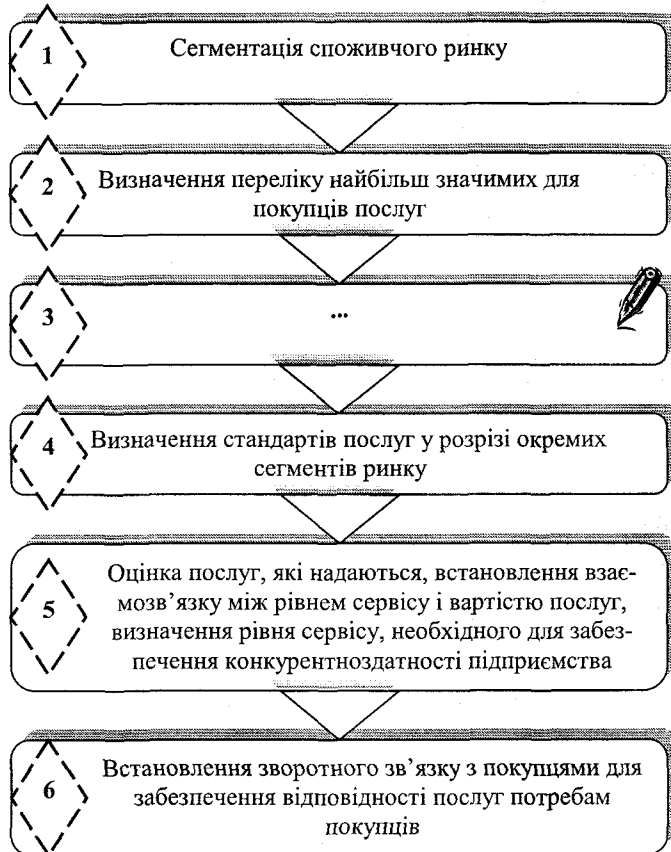 1
Сегментація споживчого ринку
2
Визначення переліку найбільш значимих для
покупців послуг
3
...
4
Визначення стандартів послуг у розрізі окремих
сегментів ринку
5
Оцінка послуг, які надаються, встановлення взає-
мозв’язку між рівнем сервісу і вартістю послуг,
визначення рівня сервісу, необхідного для забез-
печення конкурентноздатності підприємства
6
Встановлення зворотного зв’язку з покупцями для
забезпечення відповідності послуг потребам
покупців